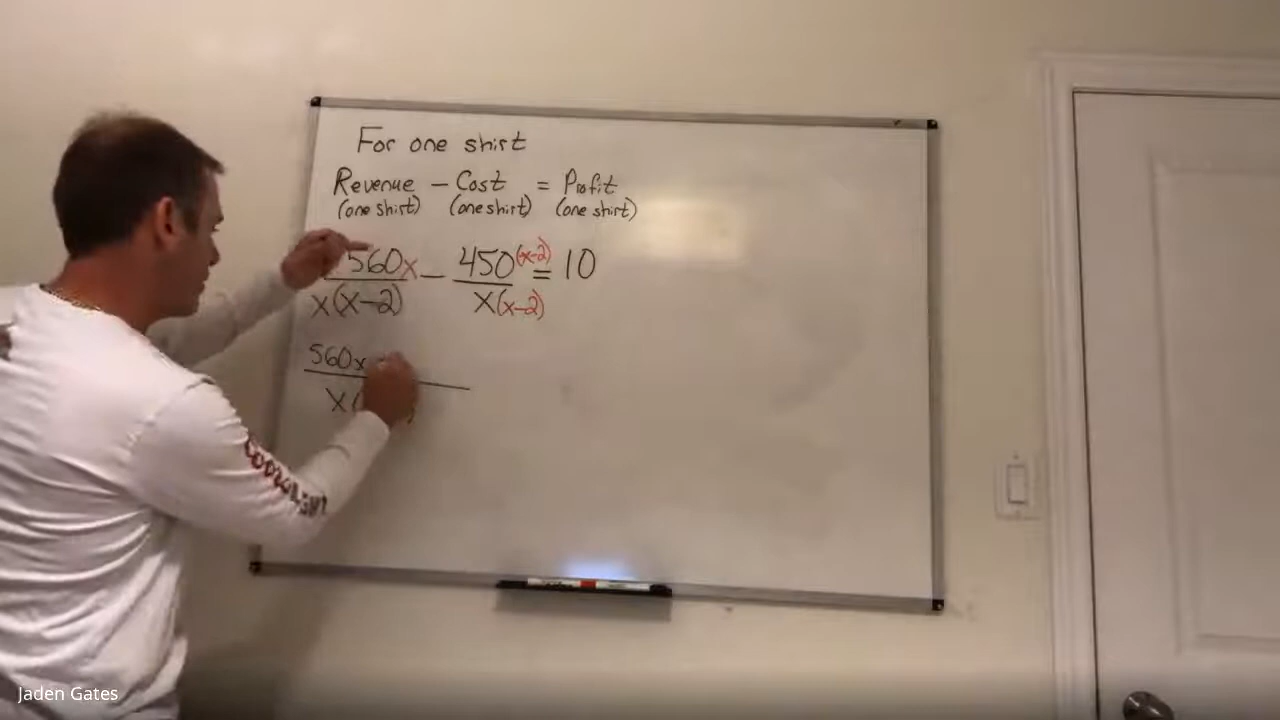 For one shirt
Revenue - Cost = Profit
(one shirt) (one shirt) (one shirt)
560x - 450(x-2) = 10
x(x-2) x(x-2)
560x
x(
Jaden Gates